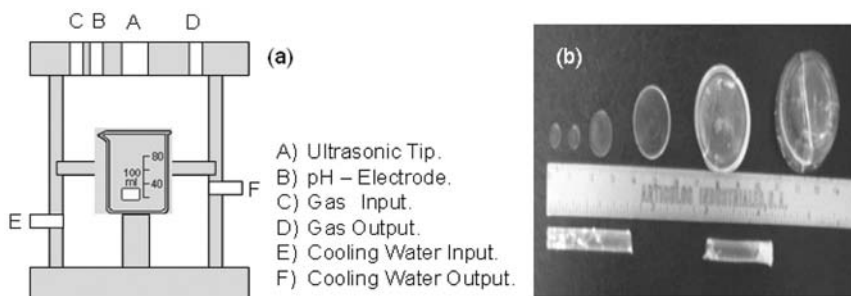 C B A D
(a)
(b)
80
100
ml
40
F
E
A) Ultrasonic Tip.
B) pH – Electrode.
C) Gas Input.
D) Gas Output.
E) Cooling Water Input.
F) Cooling Water Output.